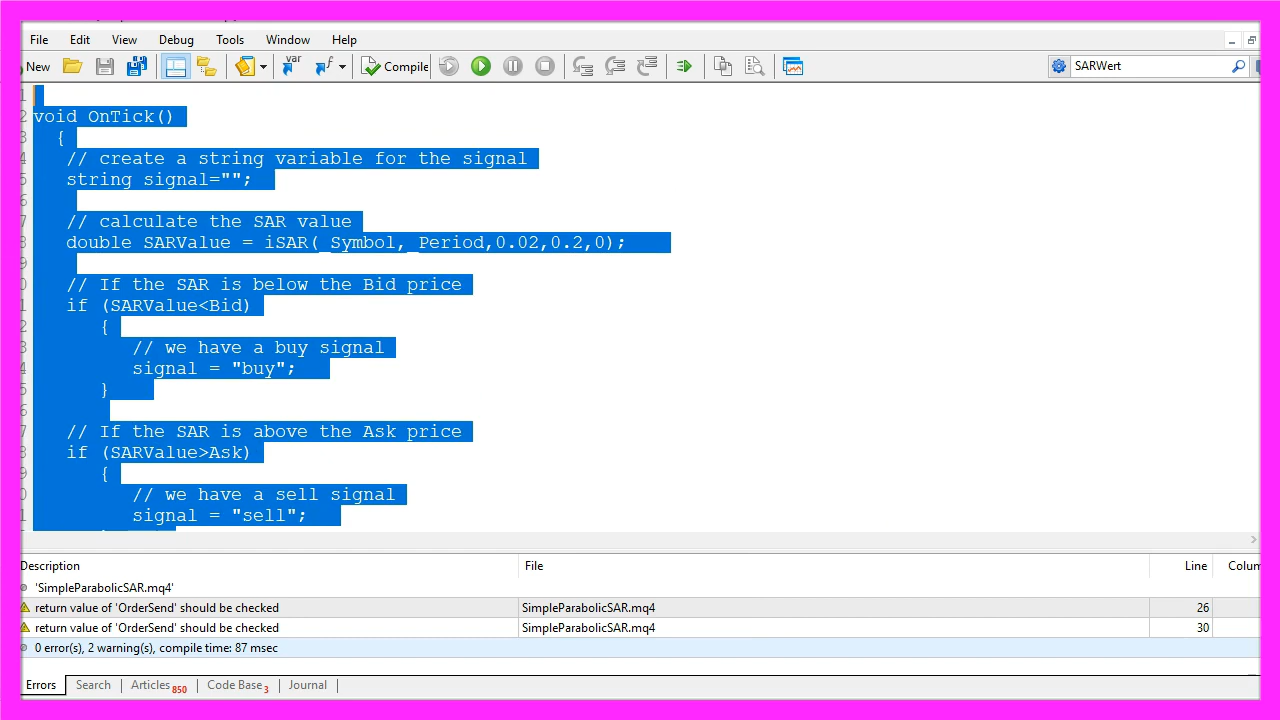 File Edit View Debug Tools Window Help
New var f Compile SARWert
void OnTick()
{
// create a string variable for the signal
string signal="";
// calculate the SAR value
double SARValue = iSAR(_Symbol,_Period,0.02,0.2,0);
// If the SAR is below the Bid price
if (SARValue<Bid)
{
// we have a buy signal
signal = "buy";
}
// If the SAR is above the Ask price
if (SARValue>Ask)
{
// we have a sell signal
signal = "sell";
Description File Line Colum
'SimpleParabolicSAR.mq4'
return value of 'OrderSend' should be checked SimpleParabolicSAR.mq4 26
return value of 'OrderSend' should be checked SimpleParabolicSAR.mq4 30
0 error(s), 2 warning(s), compile time: 87 msec
Errors Search Articles 850 Code Base 3 Journal